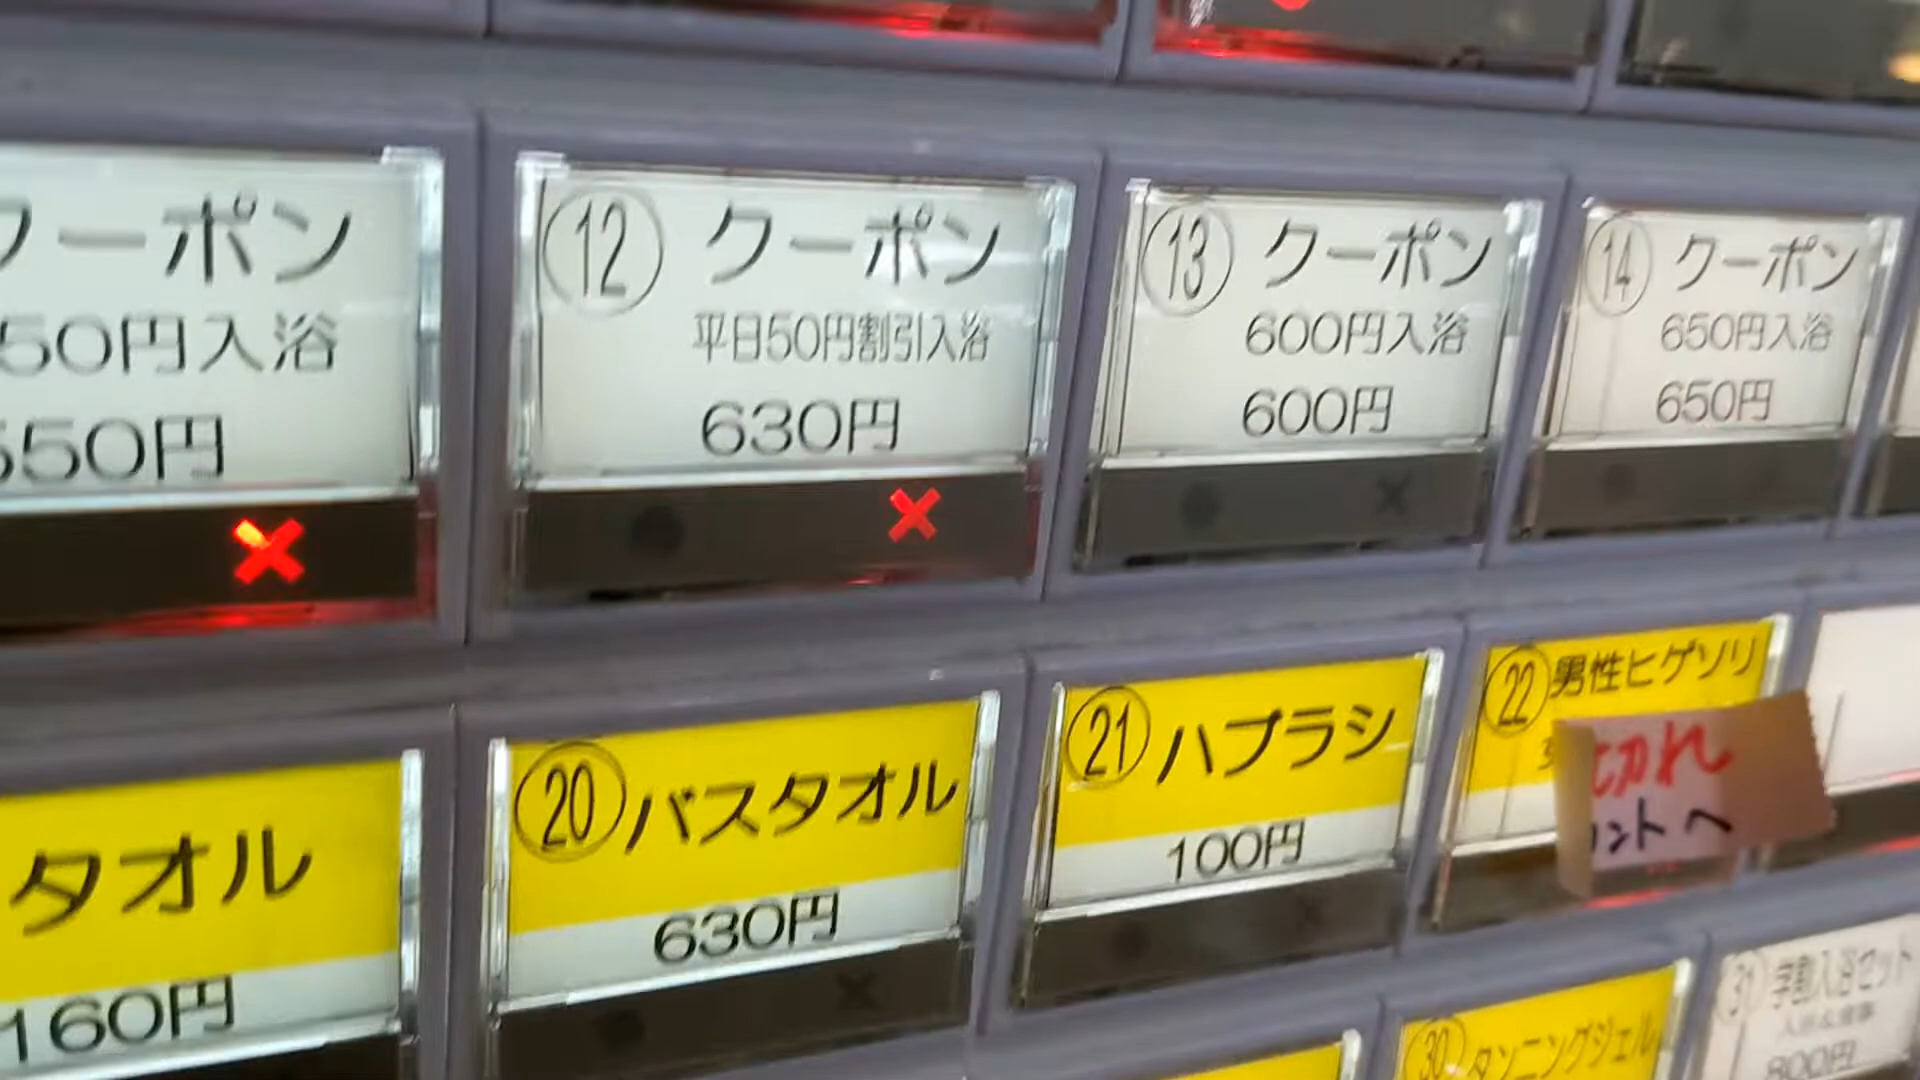 クーポン
50円入浴
550円
⑫ クーポン
平日50円割引入浴
630円
⑬ クーポン
600円入浴
600円
⑭ クーポン
650円入浴
650円
タオル
160円
⑳ バスタオル
630円
㉑ ハブラシ
100円
㉒ 男性ヒゲソリ
切れ
ントへ
㉚ タンニングジェル
㉛
800円